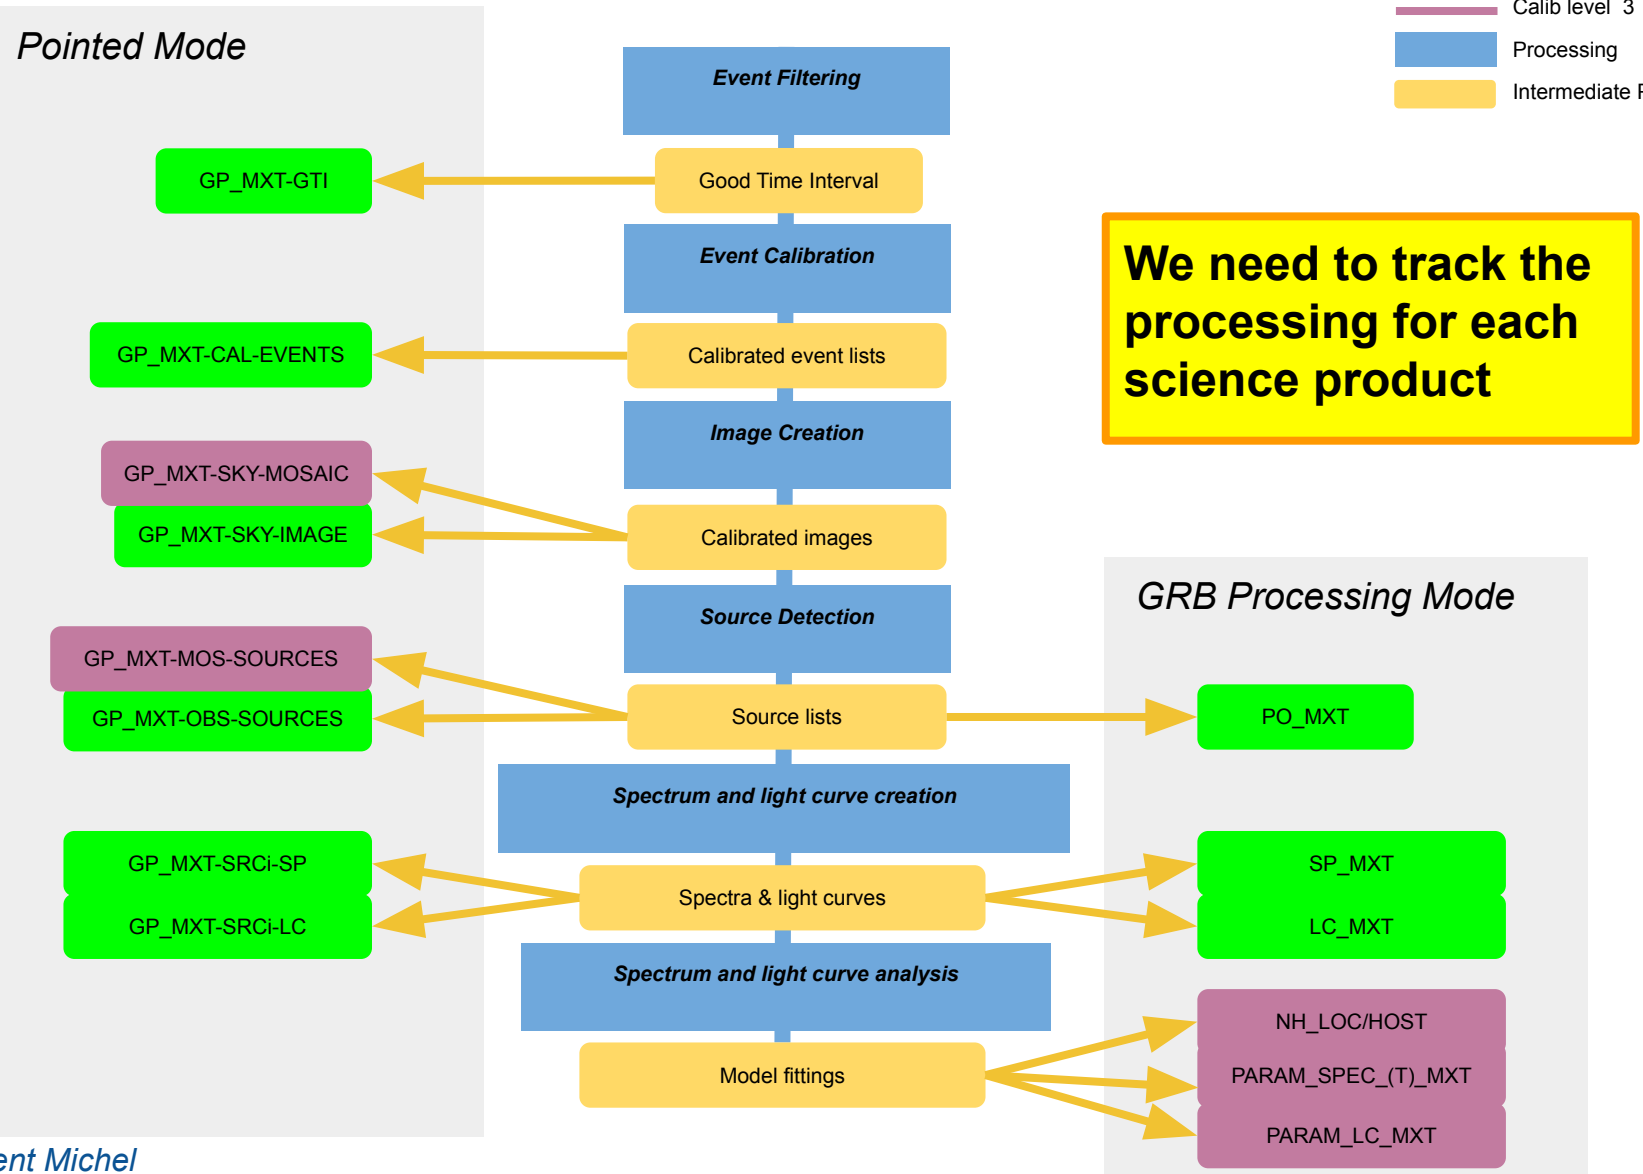 Calib level 3
Pointed Mode
Processing
Event Filtering
Intermediate
GP_MXT-GTI
Good Time Interval
Event Calibration
We need to track the
processing for each
science product
GP_MXT-CAL-EVENTS
Calibrated event lists
Image Creation
GP_MXT-SKY-MOSAIC
GP_MXT-SKY-IMAGE
Calibrated images
GRB Processing Mode
Source Detection
GP_MXT-MOS-SOURCES
GP_MXT-OBS-SOURCES
Source lists
PO_MXT
Spectrum and light curve creation
GP_MXT-SRCi-SP
SP_MXT
Spectra & light curves
GP_MXT-SRCi-LC
LC_MXT
Spectrum and light curve analysis
NH_LOC/HOST
Model fittings
PARAM_SPEC_(T)_MXT
PARAM_LC_MXT
Michel